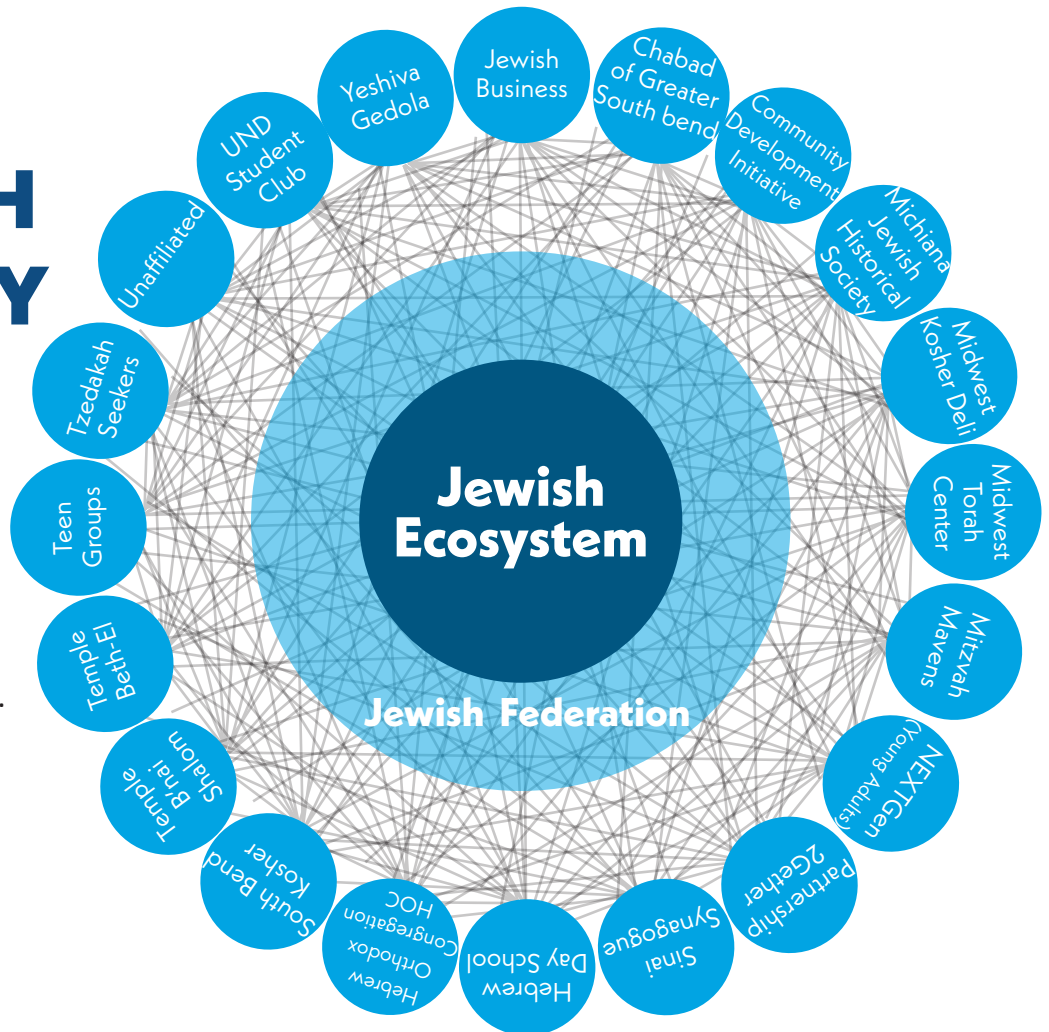 H
Y
Jewish
Business
Chabad
of Greater
South bend
Community
Development
Initiative
Michiana
Jewish
Historical
Society
Midwest
Kosher Deli
Midwest
Torah
Center
Mitzvah
Mavens
NEXTGen
(Young Adults)
Partnership
2Gether
Sinai
Synagogue
Hebrew
Day School
Hebrew
Orthodox
Congregation
HOC
South Bend
Kosher
Temple
B'nai
Shalom
Temple
Beth-El
Teen
Groups
Tzedakah
Seekers
Unaffiliated
UND
Student
Club
Yeshiva
Gedola
Jewish
Ecosystem
Jewish Federation